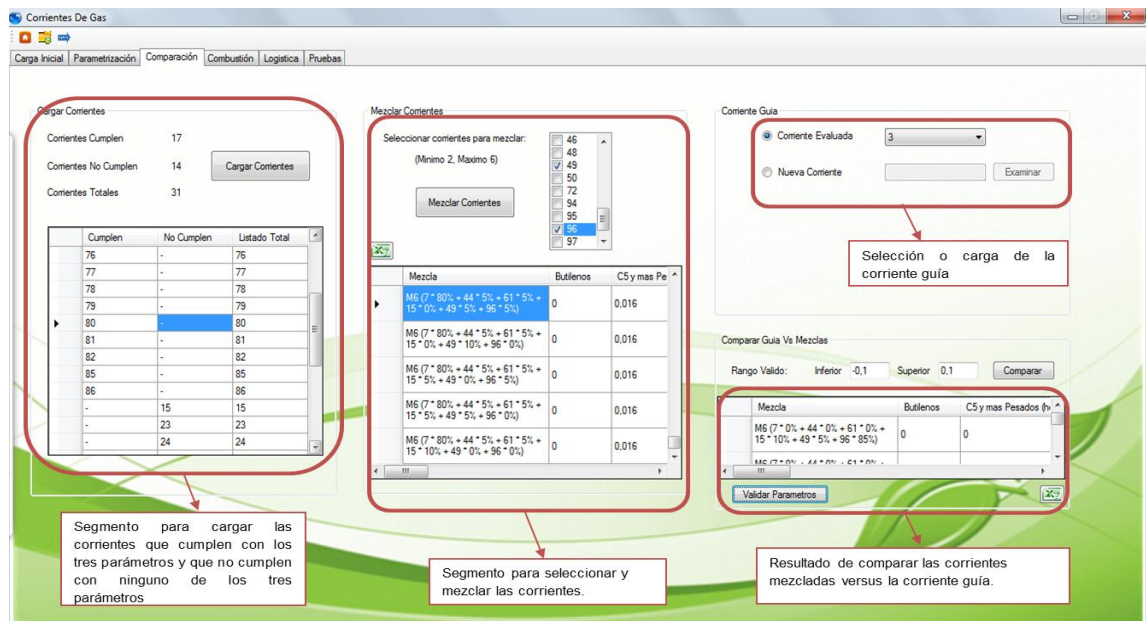 Corrientes De Gas
Carga Inicial
Parametrización
Comparación
Combustión
Logistica
Pruebas
Cargar Corrientes
Corrientes Cumplen 17
Corrientes No Cumplen 14
Cargar Corrientes
Corrientes Totales 31
Cumplen No Cumplen Listado Total
76 - 76
77 - 77
78 - 78
79 - 79
80 - 80
81 - 81
82 - 82
85 - 85
86 - 86
- 15 15
- 23 23
- 24 24
Segmento para cargar las
corrientes que cumplen con los
tres parámetros y que no cumplen
con ninguno de los tres
parámetros
Mezclar Corrientes
Seleccionar corrientes para mezclar:
(Minimo 2, Maximo 6)
Mezclar Corrientes
46
48
49
50
72
94
95
96
97
Mezcla Butilenos C5 y mas Pe
M6 (7 * 80% + 44 * 5% + 61 * 5% +
15 * 0% + 49 * 5% + 96 * 5%) 0 0,016
M6 (7 * 80% + 44 * 5% + 61 * 5% +
15 * 0% + 49 * 10% + 96 * 0%) 0 0,016
M6 (7 * 80% + 44 * 5% + 61 * 5% +
15 * 5% + 49 * 0% + 96 * 5%) 0 0,016
M6 (7 * 80% + 44 * 5% + 61 * 5% +
15 * 5% + 49 * 5% + 96 * 0%) 0 0,016
M6 (7 * 80% + 44 * 5% + 61 * 5% +
15 * 10% + 49 * 0% + 96 * 0%) 0 0,016
Segmento para seleccionar y
mezclar las corrientes.
Corriente Guia
Corriente Evaluada 3
Nueva Corriente Examinar
Selección o carga de la
corriente guía
Comparar Guia Vs Mezclas
Rango Valido: Inferior -0,1 Superior 0,1 Comparar
Mezcla Butilenos C5 y mas Pesados (he
M6 (7 * 0% + 44 * 0% + 61 * 0% +
15 * 10% + 49 * 5% + 96 * 85%) 0 0
M6 (7 * 0% + 44 * 0% + 61 * 0% +
Validar Parametros
Resultado de comparar las corrientes
mezcladas versus la corriente guía.